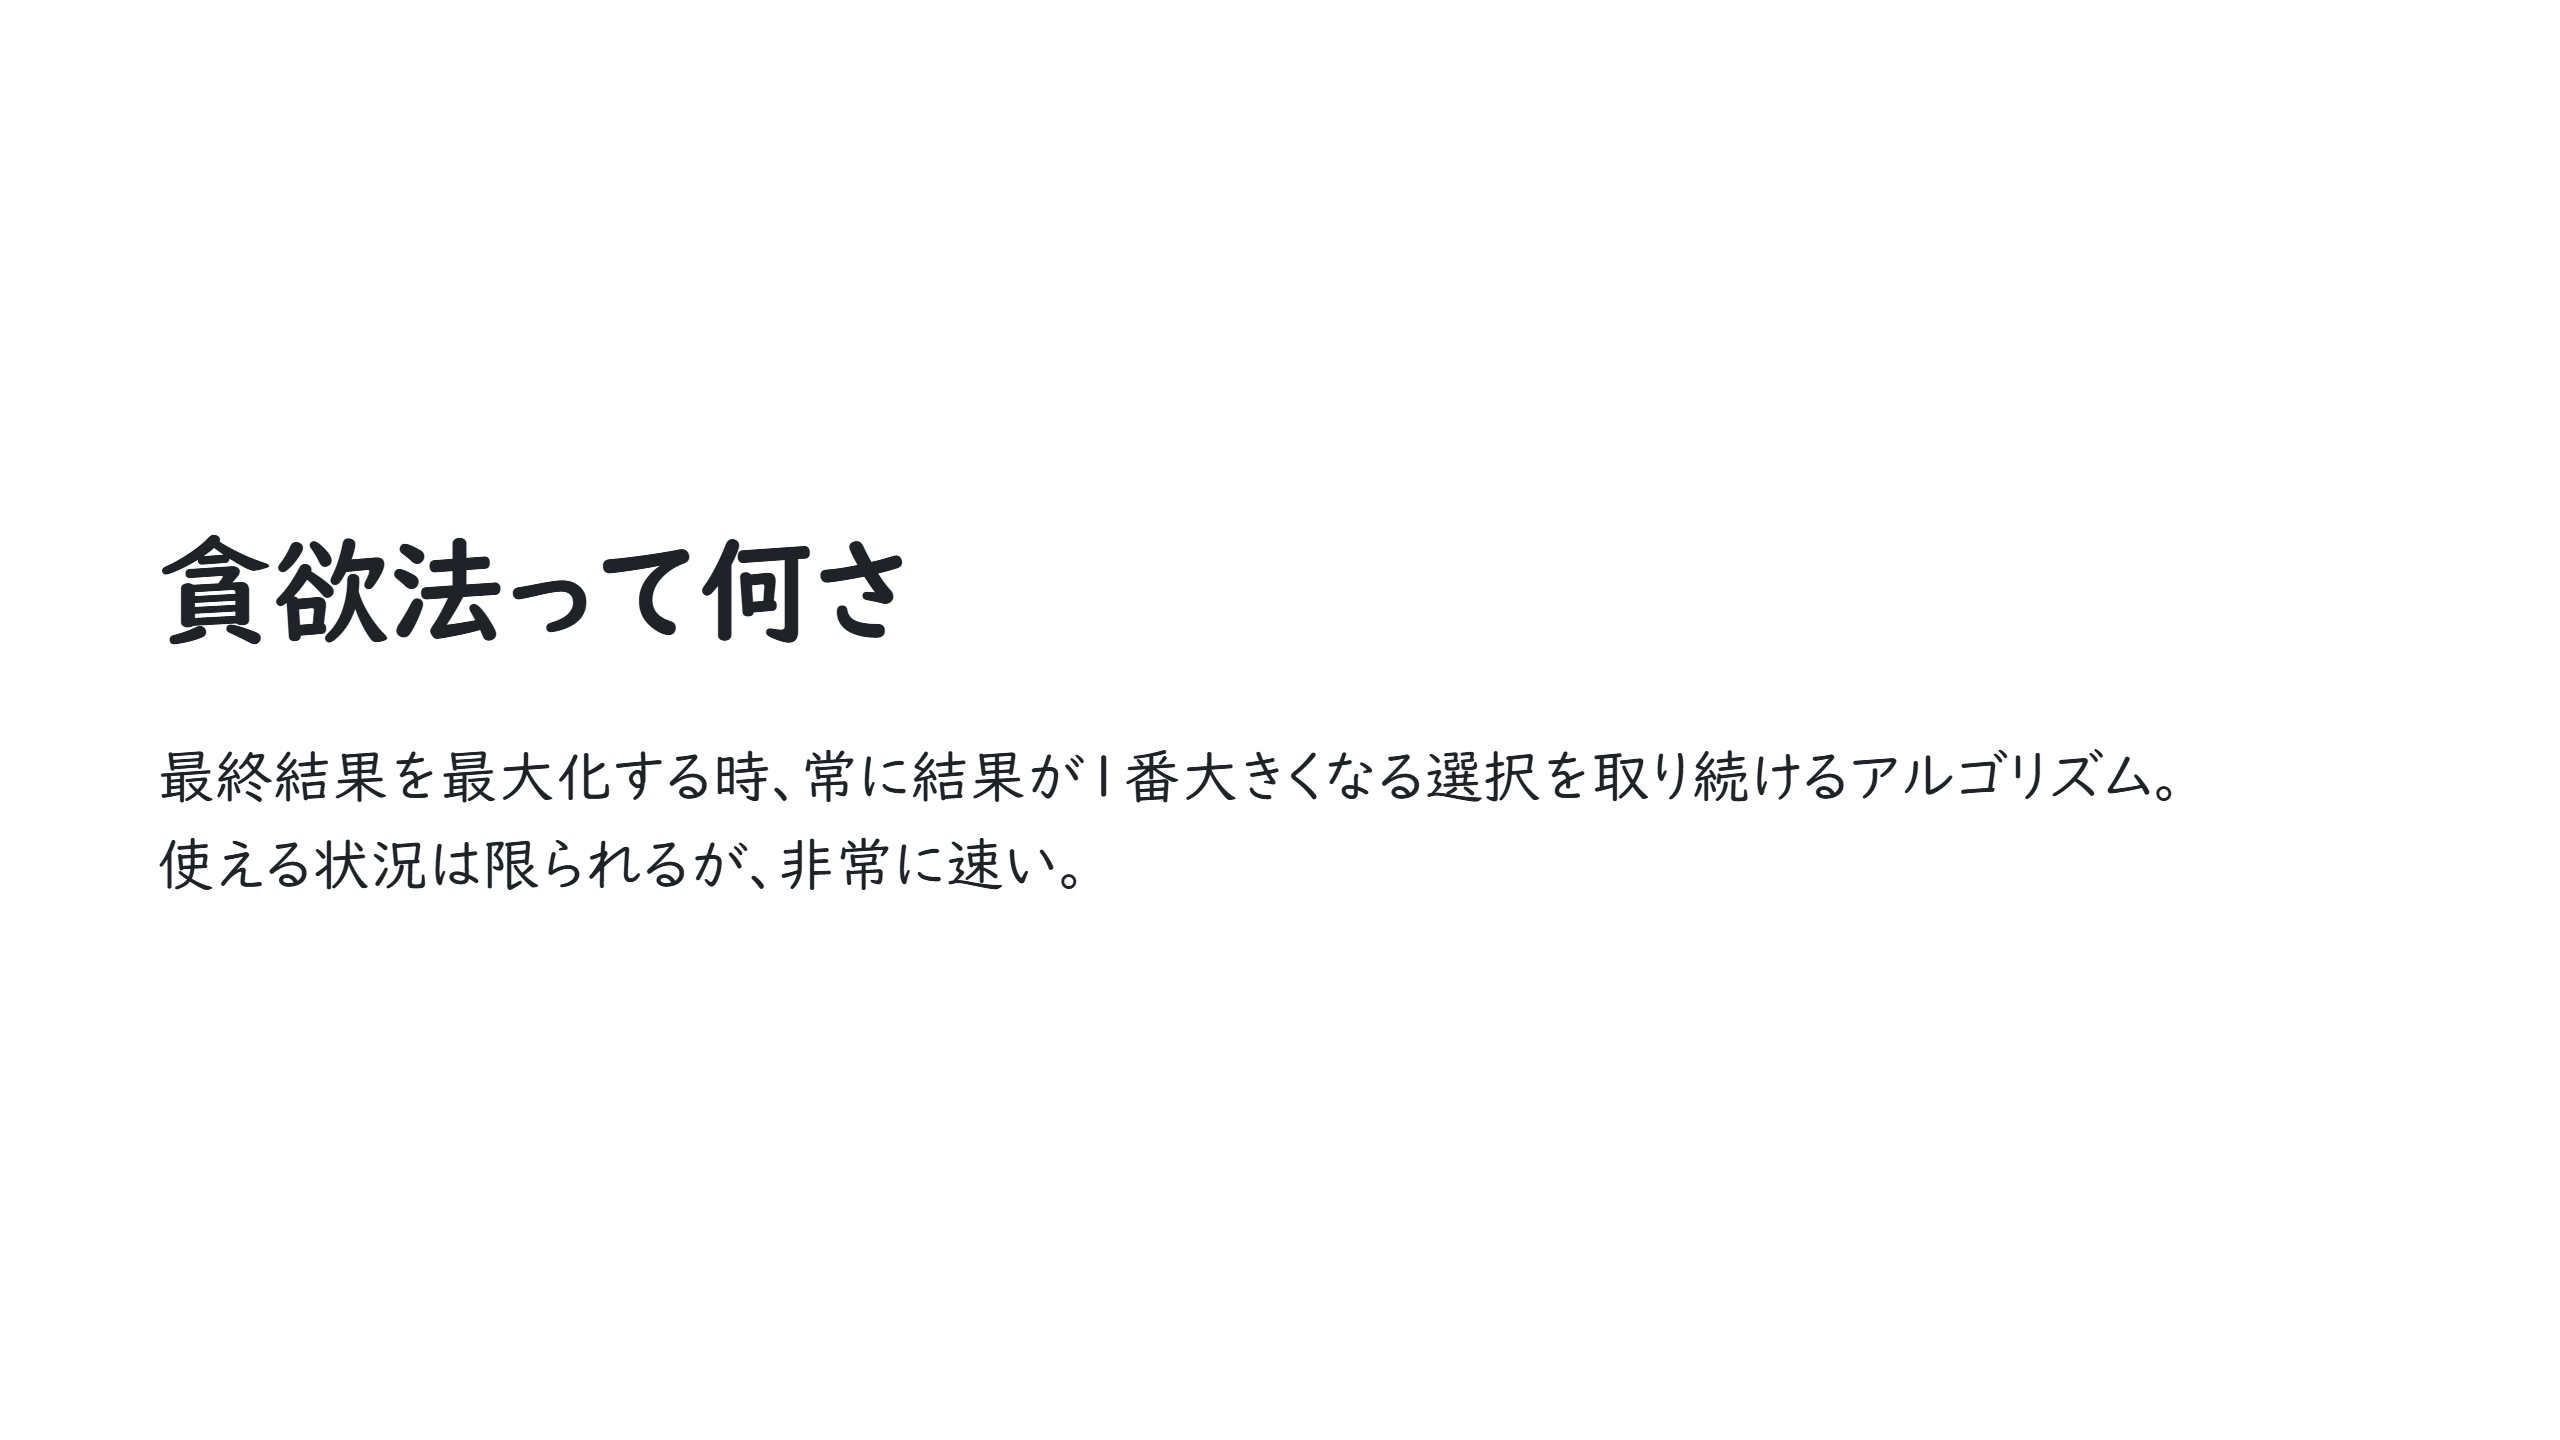 貪欲法って何さ
最終結果を最大化する時、常に結果が1番大きくなる選択を取り続けるアルゴリズム。
使える状況は限られるが、非常に速い。